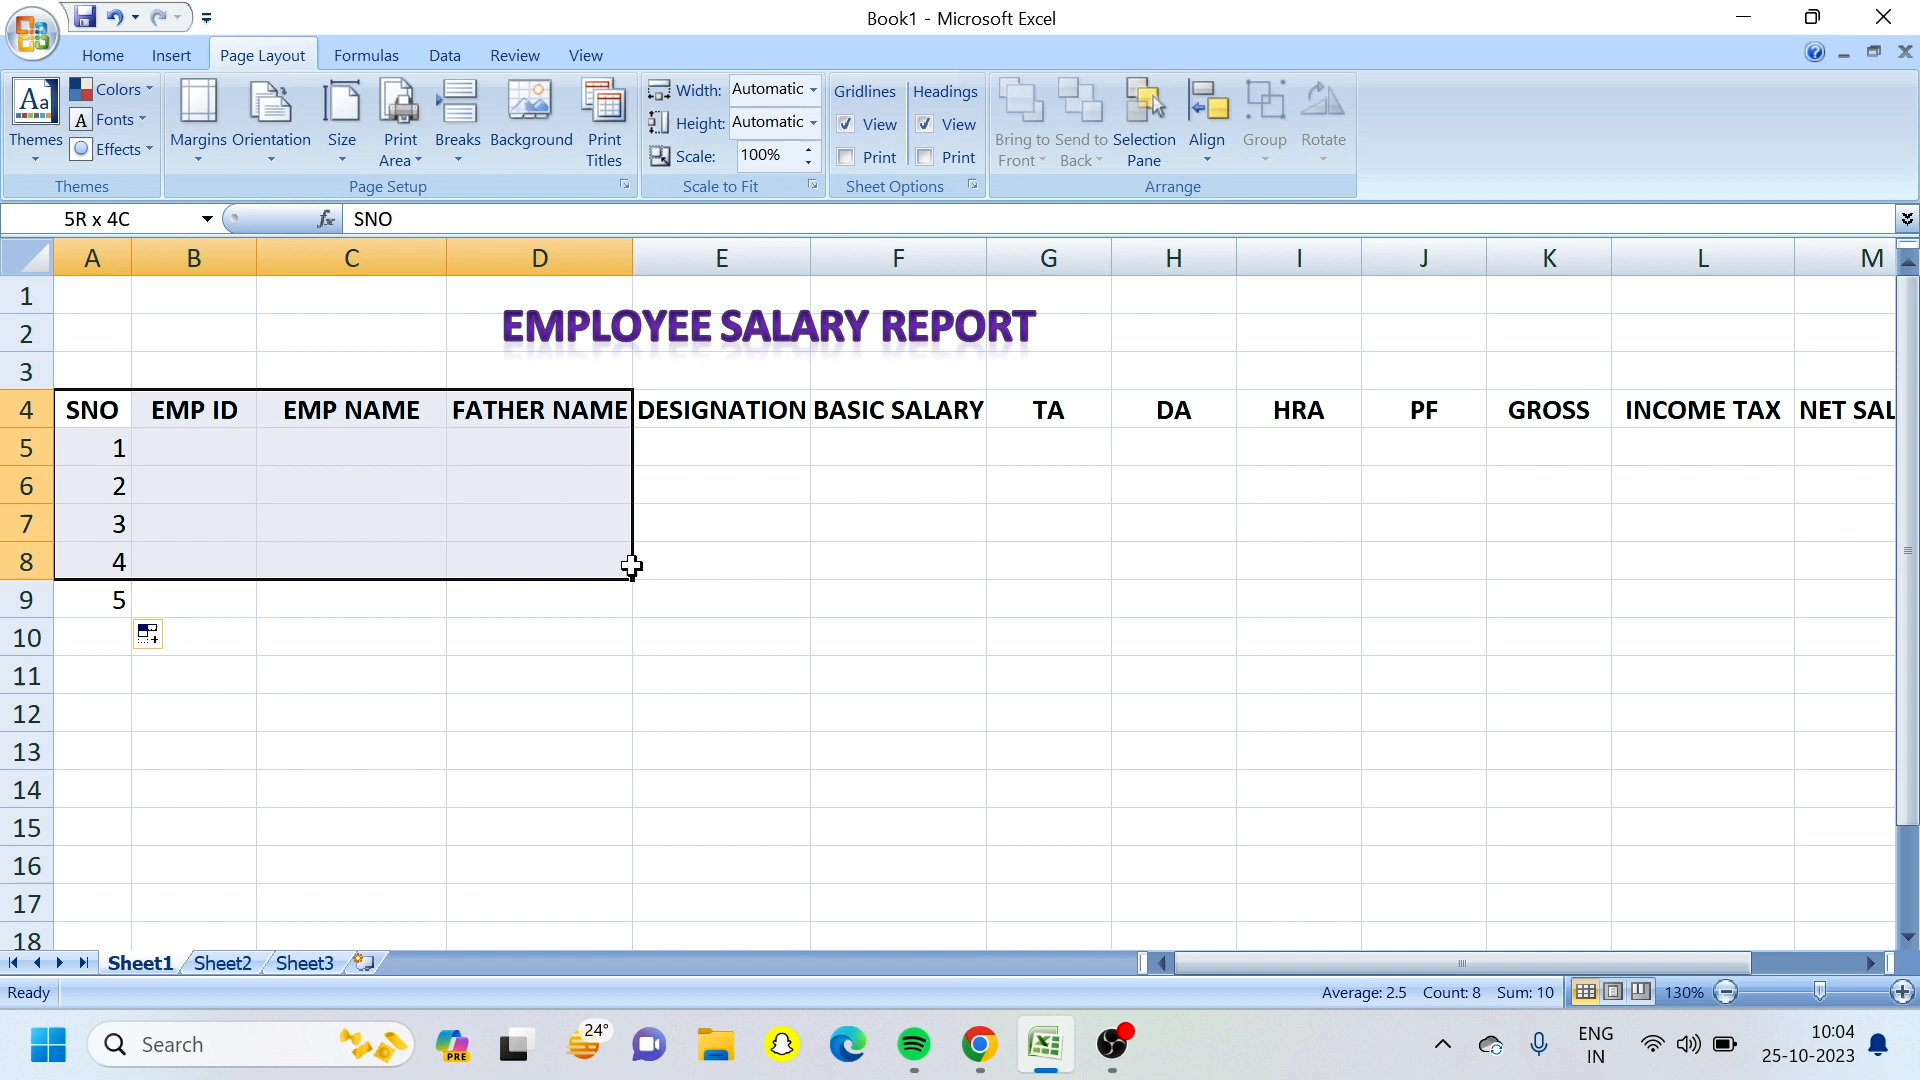 Book1 - Microsoft Excel
Home Insert Page Layout Formulas Data Review View
Aa Themes Colors Fonts Effects
Margins Orientation Size Print Area Breaks Background Print Titles
Width: Automatic
Height: Automatic
Scale: 100%
Gridlines Headings
View View
Print Print
Bring to Front Send to Back Selection Pane Align Group Rotate
Themes Page Setup Scale to Fit Sheet Options Arrange
5R x 4C fx SNO
A B C D E F G H I J K L M
1
2 EMPLOYEE SALARY REPORT
3
4 SNO EMP ID EMP NAME FATHER NAME DESIGNATION BASIC SALARY TA DA HRA PF GROSS INCOME TAX NET SAL
5 1
6 2
7 3
8 4
9 5
10
11
12
13
14
15
16
17
18
Sheet1 Sheet2 Sheet3
Ready Average: 2.5 Count: 8 Sum: 10 130%
Search PRE 24° ENG IN 10:04 25-10-2023